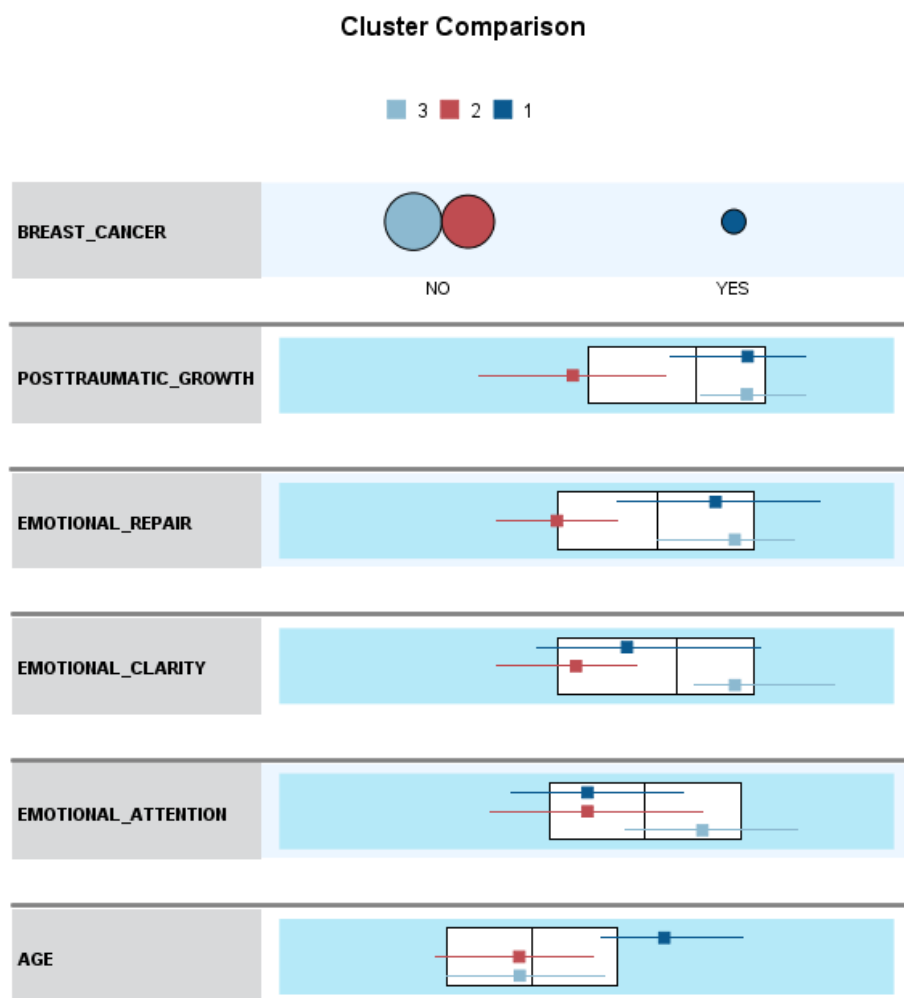 Cluster Comparison
3 2 1
BREAST_CANCER
NO YES
POSTTRAUMATIC_GROWTH
EMOTIONAL_REPAIR
EMOTIONAL_CLARITY
EMOTIONAL_ATTENTION
AGE